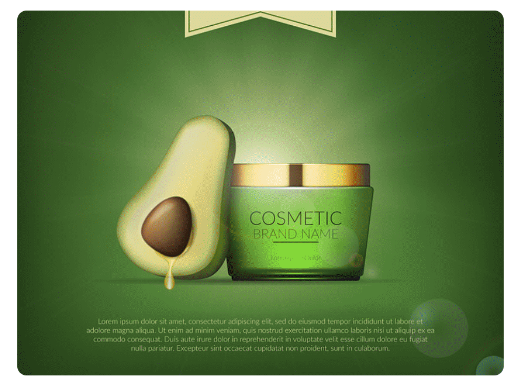 COSMETIC
BRAND NAME
Lorem ipsum dolor sit amet, consectetur adipiscing elit, sed do eiusmod tempor incididunt ut labore et
adolore magna aliqua. Ut enim ad minim veniam, quis nostrud exercitation ullamco laboris nisi ut aliquip ex ea
commodo consequat. Duis aute irure dolor in reprehenderit in voluptate velit esse cillum dolore eu fugiat
nulla pariatur. Excepteur sint occaecat cupidatat non proident, sunt in culaborum.